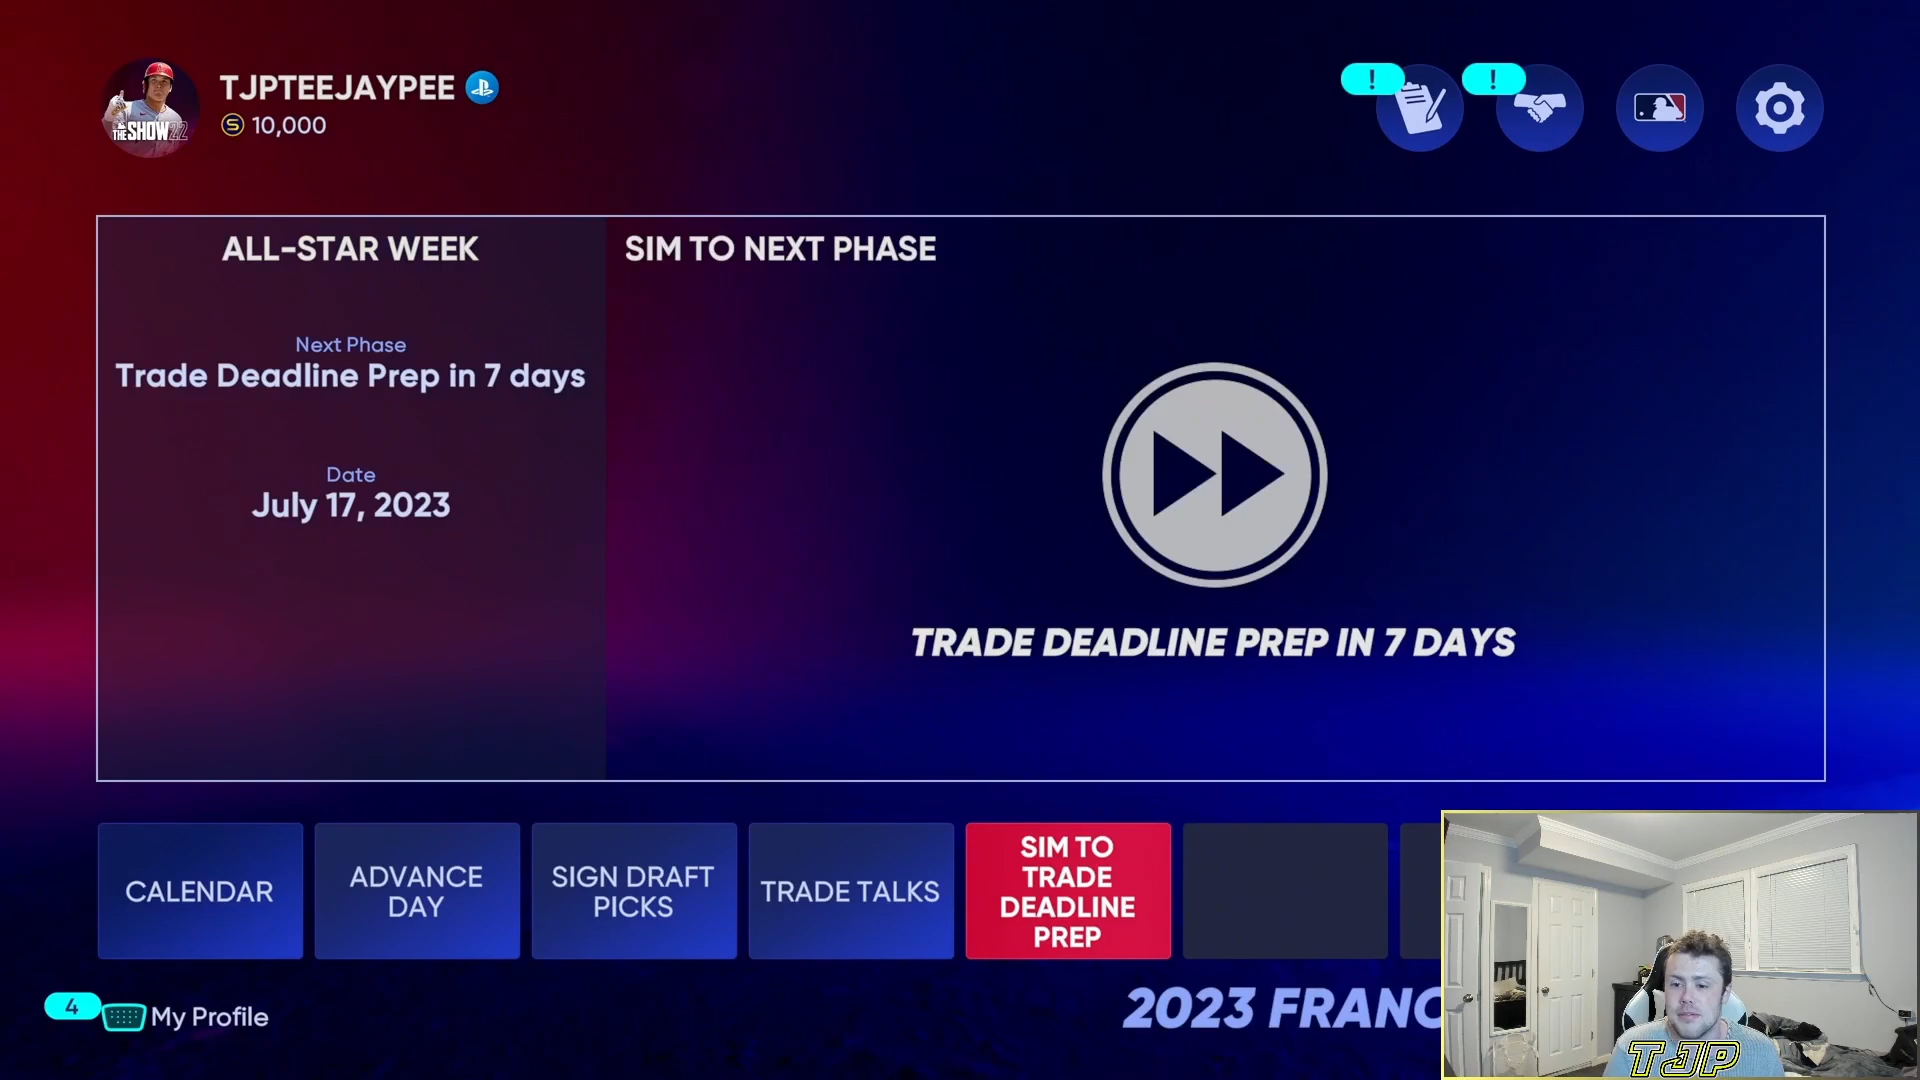 TJPTEEJAYPEE
10,000
THE SHOW 22
!
!
ALL-STAR WEEK
Next Phase
Trade Deadline Prep in 7 days
Date
July 17, 2023
SIM TO NEXT PHASE
TRADE DEADLINE PREP IN 7 DAYS
CALENDAR
ADVANCE
DAY
SIGN DRAFT
PICKS
TRADE TALKS
SIM TO
TRADE
DEADLINE
PREP
4
My Profile
2023 FRANC
TJP